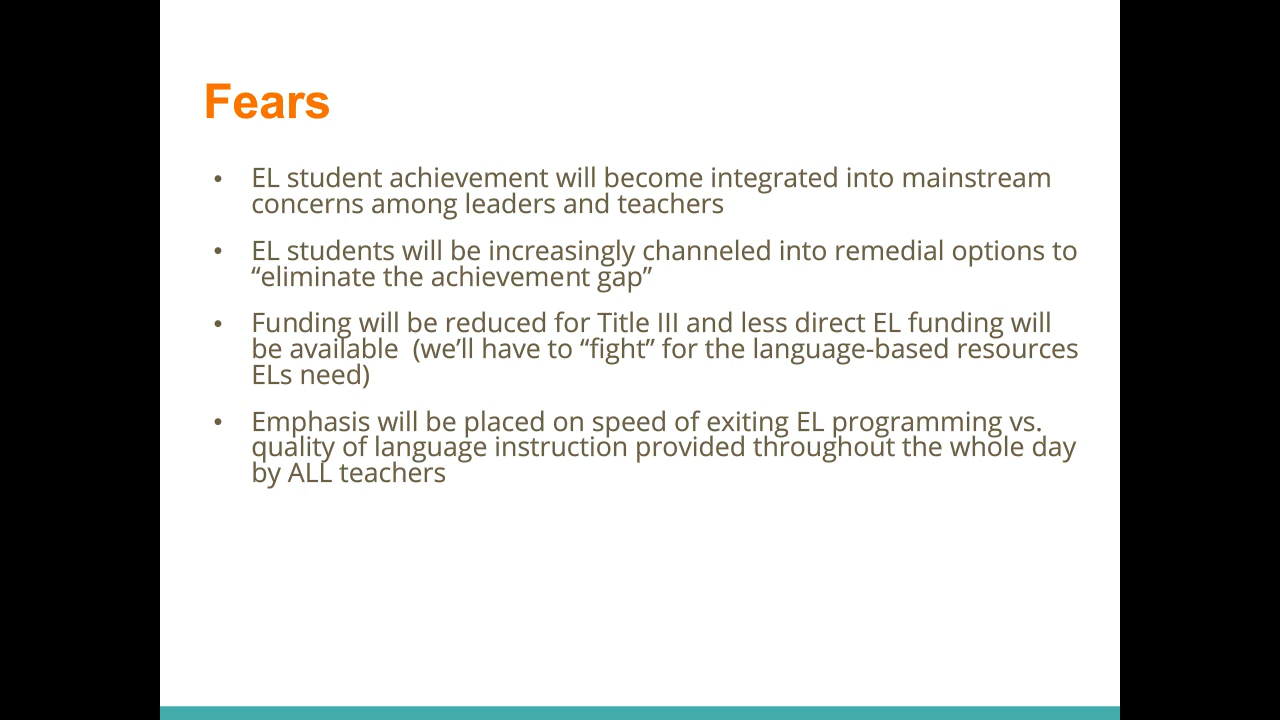 Fears
• EL student achievement will become integrated into mainstream
concerns among leaders and teachers
• EL students will be increasingly channeled into remedial options to
“eliminate the achievement gap”
• Funding will be reduced for Title III and less direct EL funding will
be available  (we’ll have to “fight” for the language-based resources
ELs need)
• Emphasis will be placed on speed of exiting EL programming vs.
quality of language instruction provided throughout the whole day
by ALL teachers